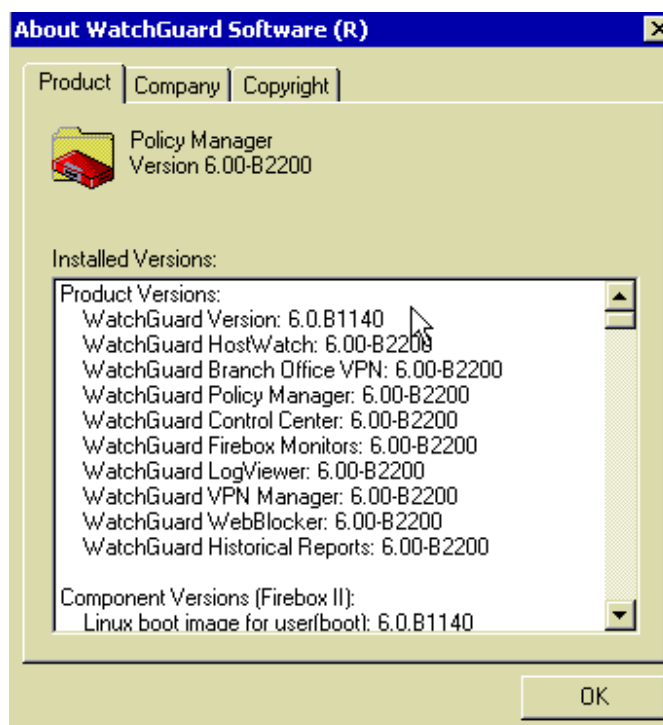 About WatchGuard Software (R)
Product Company Copyright
Policy Manager
Version 6.00-B2200
Installed Versions:
Product Versions:
WatchGuard Version: 6.0.B1140
WatchGuard HostWatch: 6.00-B2200
WatchGuard Branch Office VPN: 6.00-B2200
WatchGuard Policy Manager: 6.00-B2200
WatchGuard Control Center: 6.00-B2200
WatchGuard Firebox Monitors: 6.00-B2200
WatchGuard LogViewer: 6.00-B2200
WatchGuard VPN Manager: 6.00-B2200
WatchGuard WebBlocker: 6.00-B2200
WatchGuard Historical Reports: 6.00-B2200
Component Versions (Firebox II):
Linux boot image for user(boot): 6.0.B1140
OK